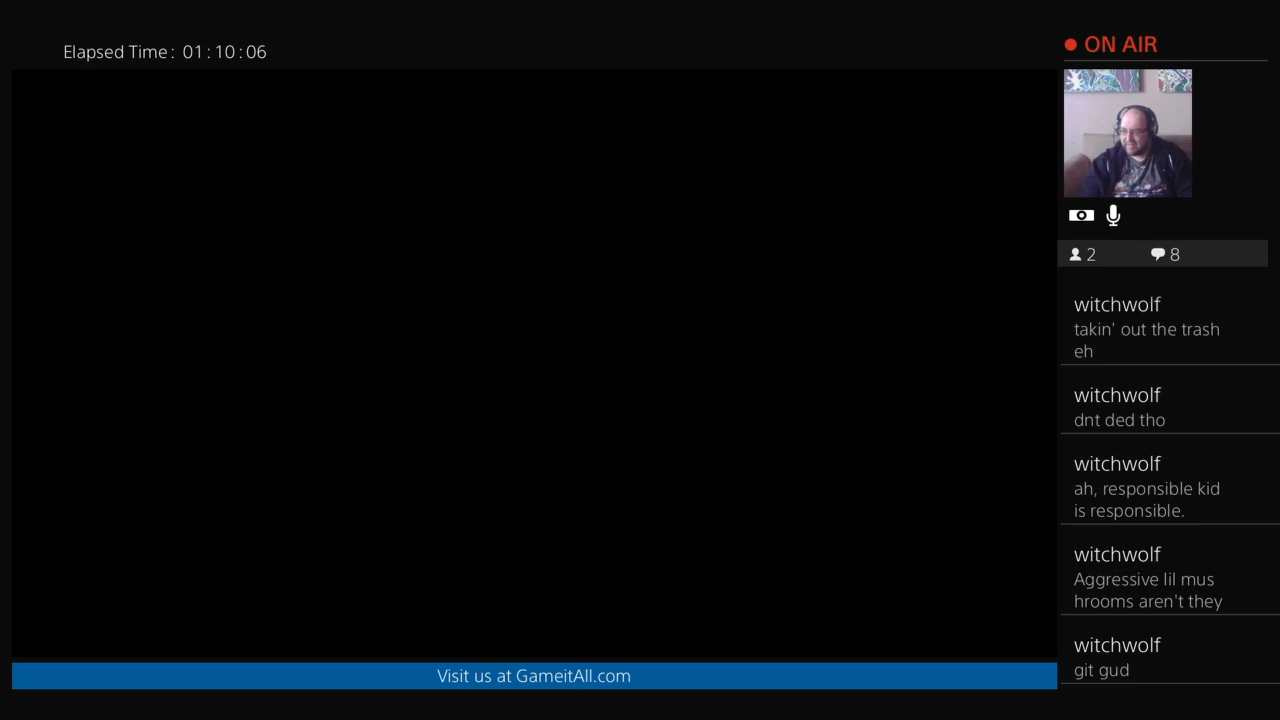 Elapsed Time: 01:10:06
ON AIR
2
8
witchwolf
takin' out the trash
eh
witchwolf
dnt ded tho
witchwolf
ah, responsible kid
is responsible.
witchwolf
Aggressive lil mus
hrooms aren't they
witchwolf
git gud
Visit us at GameitAll.com